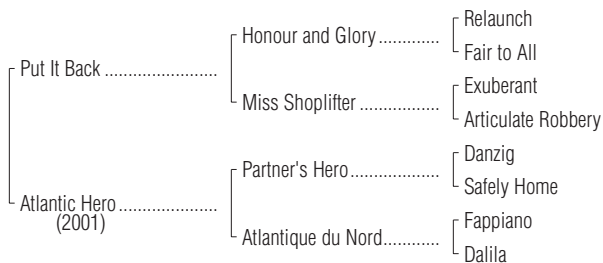 Relaunch
Honour and Glory .............
Fair to All
Put It Back ........................
Exuberant
Miss Shoplifter .................
Articulate Robbery
Danzig
Partner's Hero ...................
Safely Home
Atlantic Hero .....................
(2001)
Fappiano
Atlantique du Nord ............
Dalila